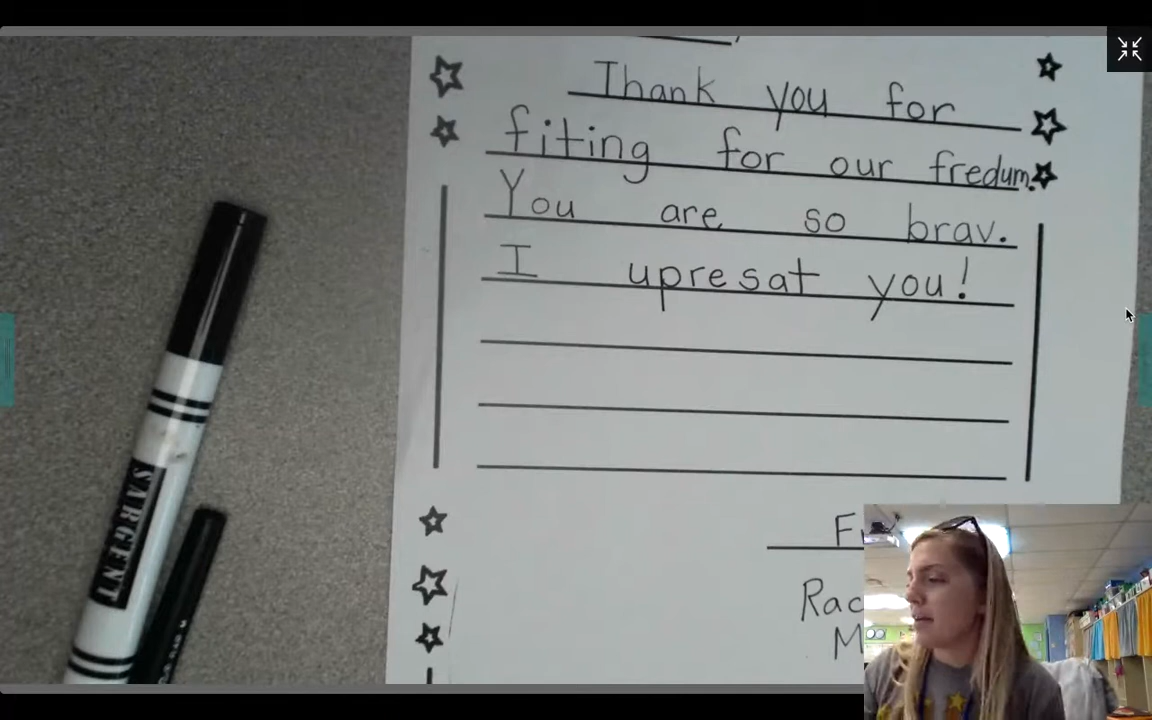 Thank you for
fiting for our fredum.
You are so brav.
I upresat you!
SARGENT